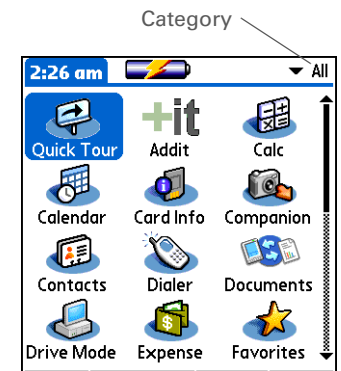 Category
2:26 am
All
Quick Tour
+it
Addit
Calc
Calendar
Card Info
Companion
Contacts
Dialer
Documents
Drive Mode
Expense
Favorites